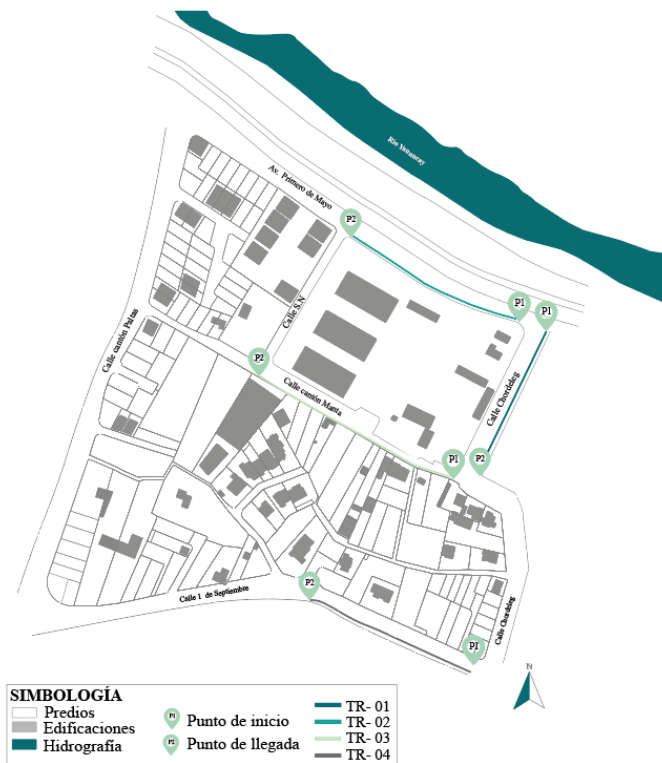 Río Yanuncay
Av. Primero de Mayo
P2
P1
P1
Calle S.N
Calle cantón Paltas
P2
Calle cantón Manta
Calle Chordeleg
P1
P2
P2
Calle 1 de Septiembre
Calle Chordeleg
P1
N
SIMBOLOGÍA
Predios
Edificaciones
Hidrografía
P1 Punto de inicio
P2 Punto de llegada
TR- 01
TR- 02
TR- 03
TR- 04